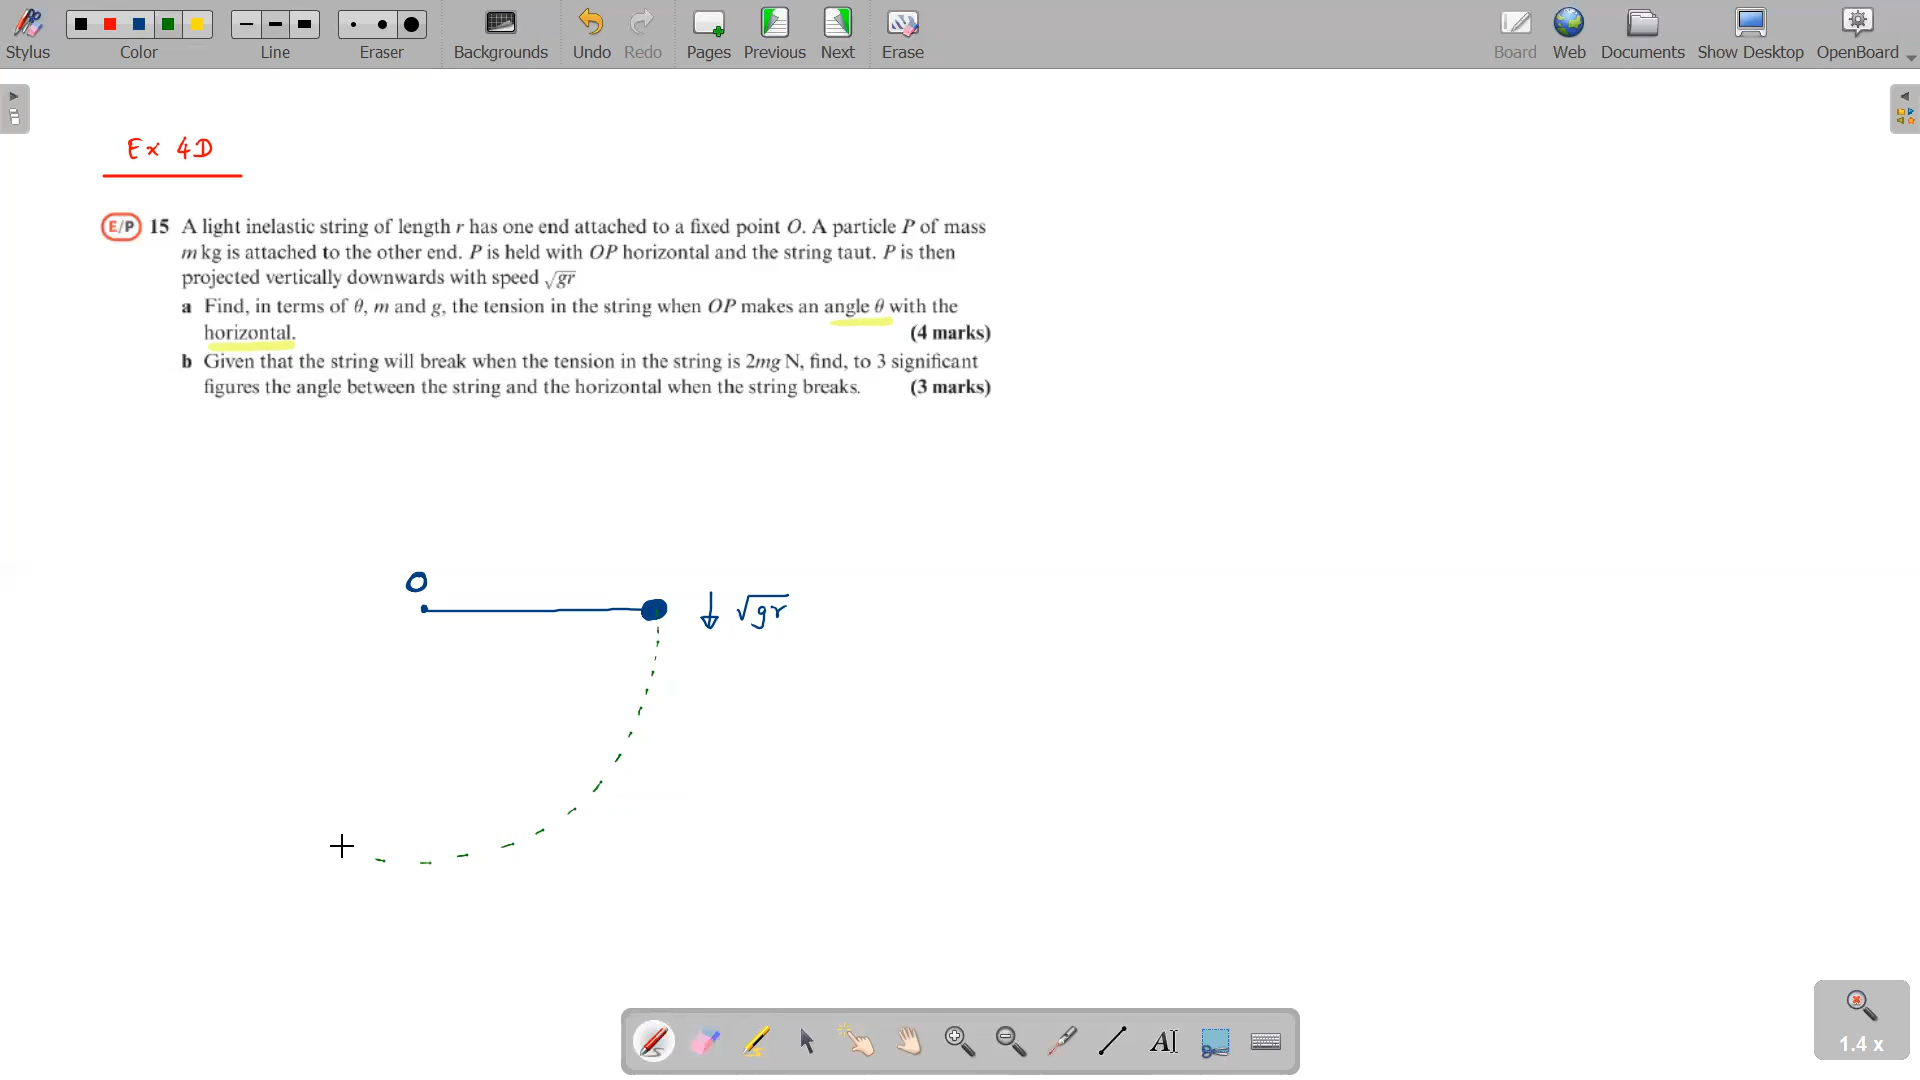 Stylus
Color
Line
Eraser
Backgrounds
Undo
Redo
Pages
Previous
Next
Erase
Board
Web
Documents
Show Desktop
OpenBoard
Ex 4D
E/P 15 A light inelastic string of length r has one end attached to a fixed point O. A particle P of mass
m kg is attached to the other end. P is held with OP horizontal and the string taut. P is then
projected vertically downwards with speed √gr
a Find, in terms of θ, m and g, the tension in the string when OP makes an angle θ with the
horizontal. (4 marks)
b Given that the string will break when the tension in the string is 2mg N, find, to 3 significant
figures the angle between the string and the horizontal when the string breaks. (3 marks)
O
√gr
AI
1.4 x